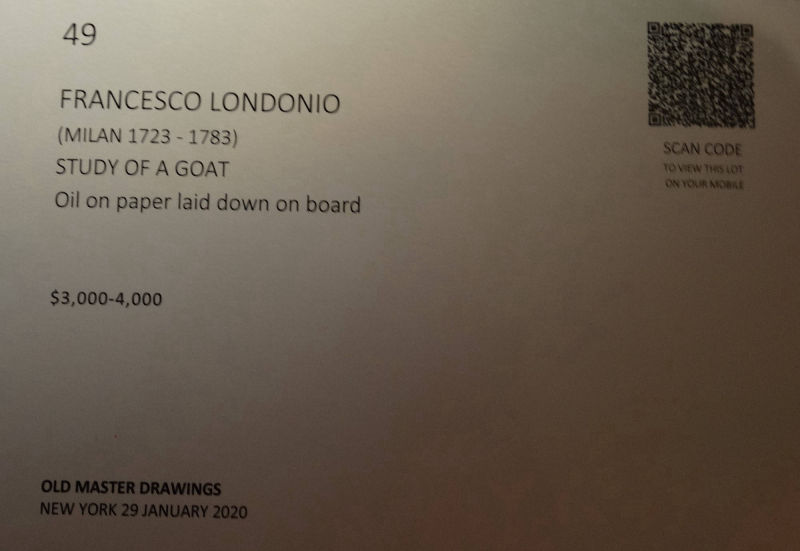 49
FRANCESCO LONDONIO
(MILAN 1723 - 1783)
STUDY OF A GOAT
Oil on paper laid down on board
$3,000-4,000
SCAN CODE
TO VIEW THIS LOT
ON YOUR MOBILE
OLD MASTER DRAWINGS
NEW YORK 29 JANUARY 2020